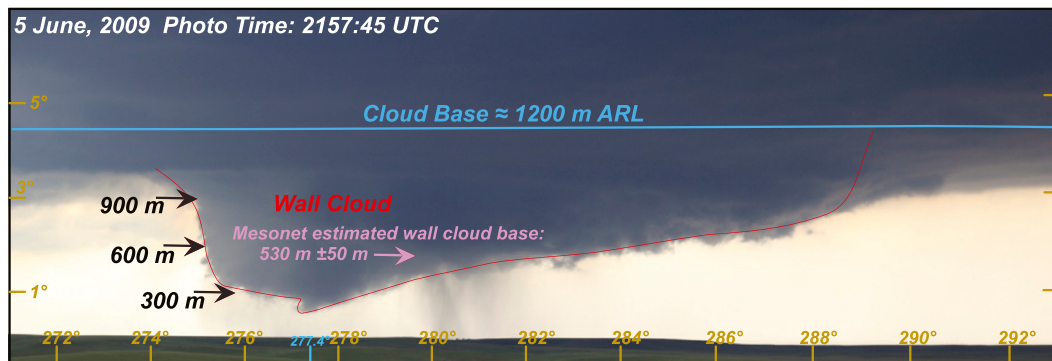 5 June, 2009  Photo Time: 2157:45 UTC
5°
Cloud Base ≈ 1200 m ARL
3°
900 m
Wall Cloud
Mesonet estimated wall cloud base:
600 m
530 m ±50 m
1°
300 m
272° 274° 276° 277.4° 278° 280° 282° 284° 286° 288° 290° 292°